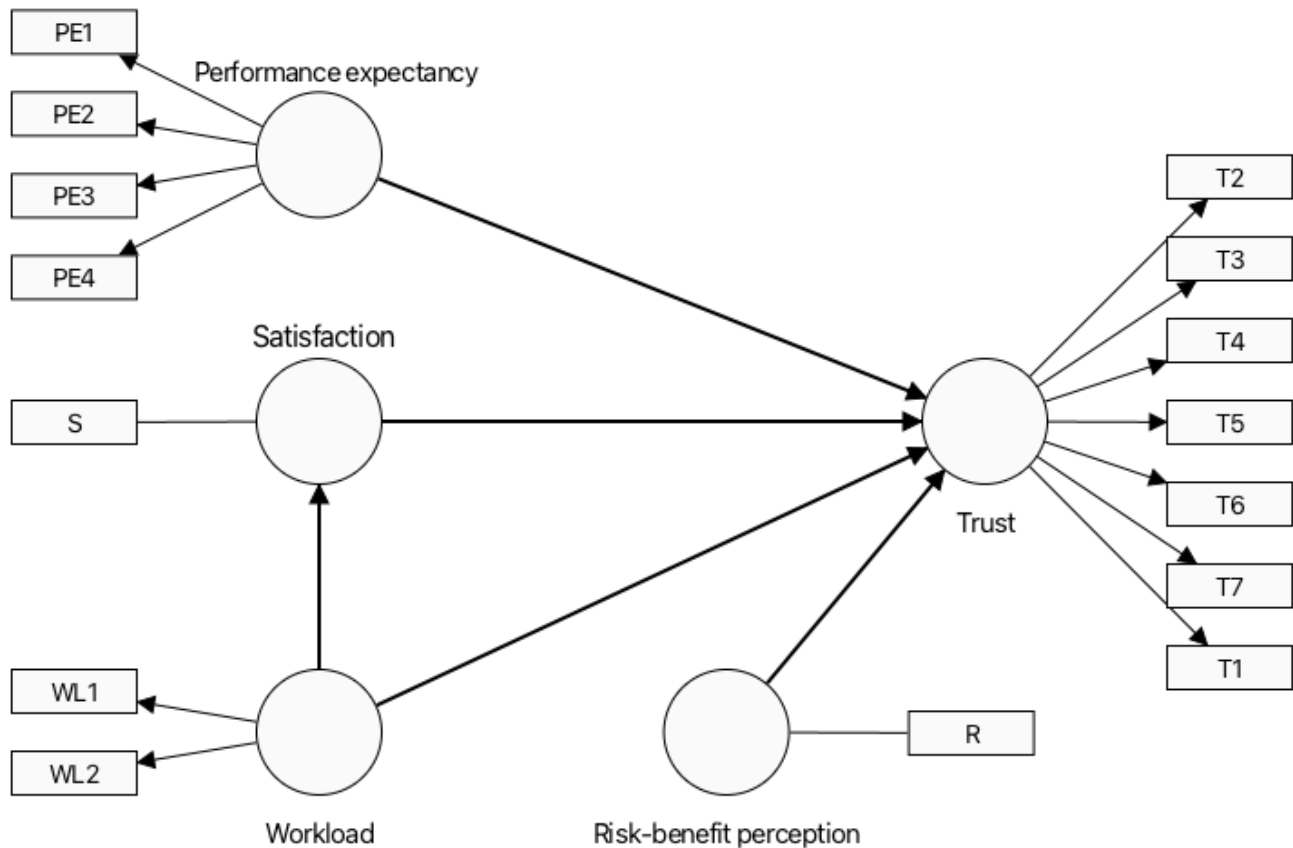 PE1
Performance expectancy
PE2
PE3
PE4
T2
T3
T4
T5
T6
T7
T1
Satisfaction
S
Trust
WL1
WL2
Workload
R
Risk-benefit perception